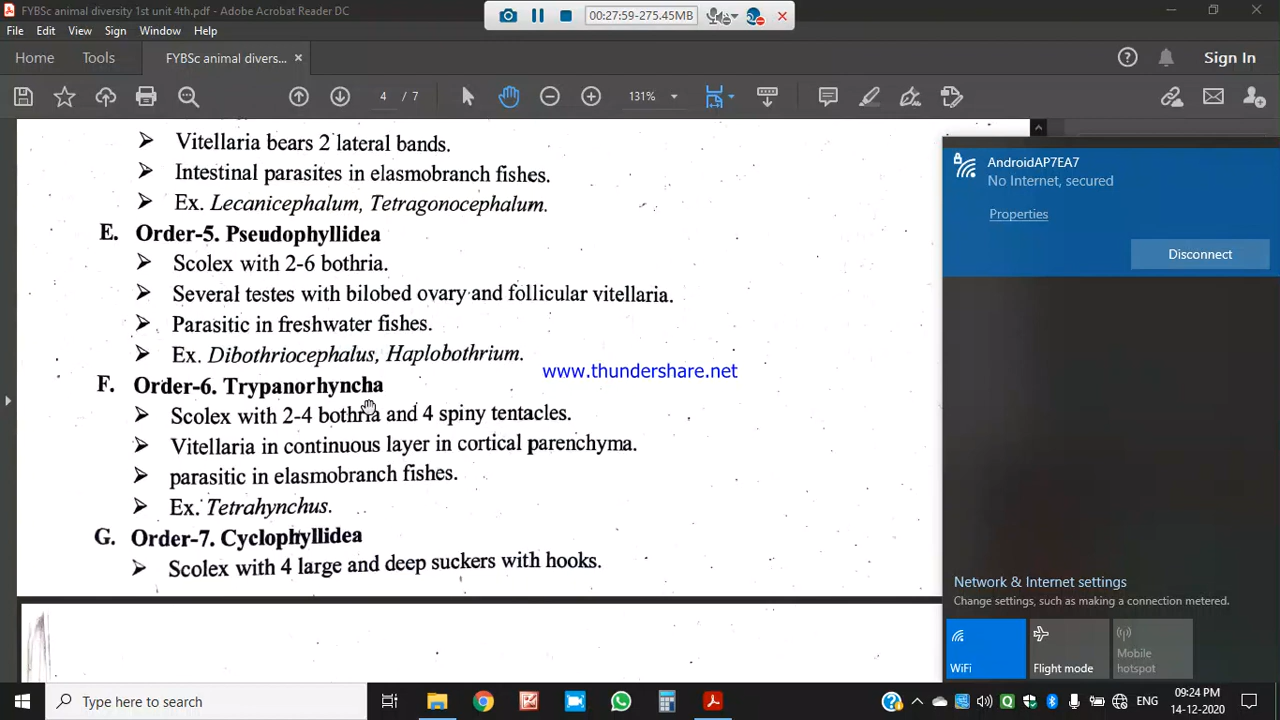 FYBSc animal diversity 1st unit 4th.pdf - Adobe Acrobat Reader DC
00:27:59-275.45MB
File Edit View Sign Window Help
Home Tools FYBSc animal divers... Sign In
4 / 7 131%
Vitellaria bears 2 lateral bands.
Intestinal parasites in elasmobranch fishes.
Ex. Lecanicephalum, Tetragonocephalum.
E. Order-5. Pseudophyllidea
Scolex with 2-6 bothria.
Several testes with bilobed ovary and follicular vitellaria.
Parasitic in freshwater fishes.
Ex. Dibothriocephalus, Haplobothrium.
www.thundershare.net
F. Order-6. Trypanorhyncha
Scolex with 2-4 bothria and 4 spiny tentacles.
Vitellaria in continuous layer in cortical parenchyma.
parasitic in elasmobranch fishes.
Ex. Tetrahynchus.
G. Order-7. Cyclophyllidea
Scolex with 4 large and deep suckers with hooks.
AndroidAP7EA7
No Internet, secured
Properties
Disconnect
Network & Internet settings
Change settings, such as making a connection metered.
WiFi
Flight mode
Mobile
hotspot
Type here to search
ENG
09:24 PM
14-12-2020